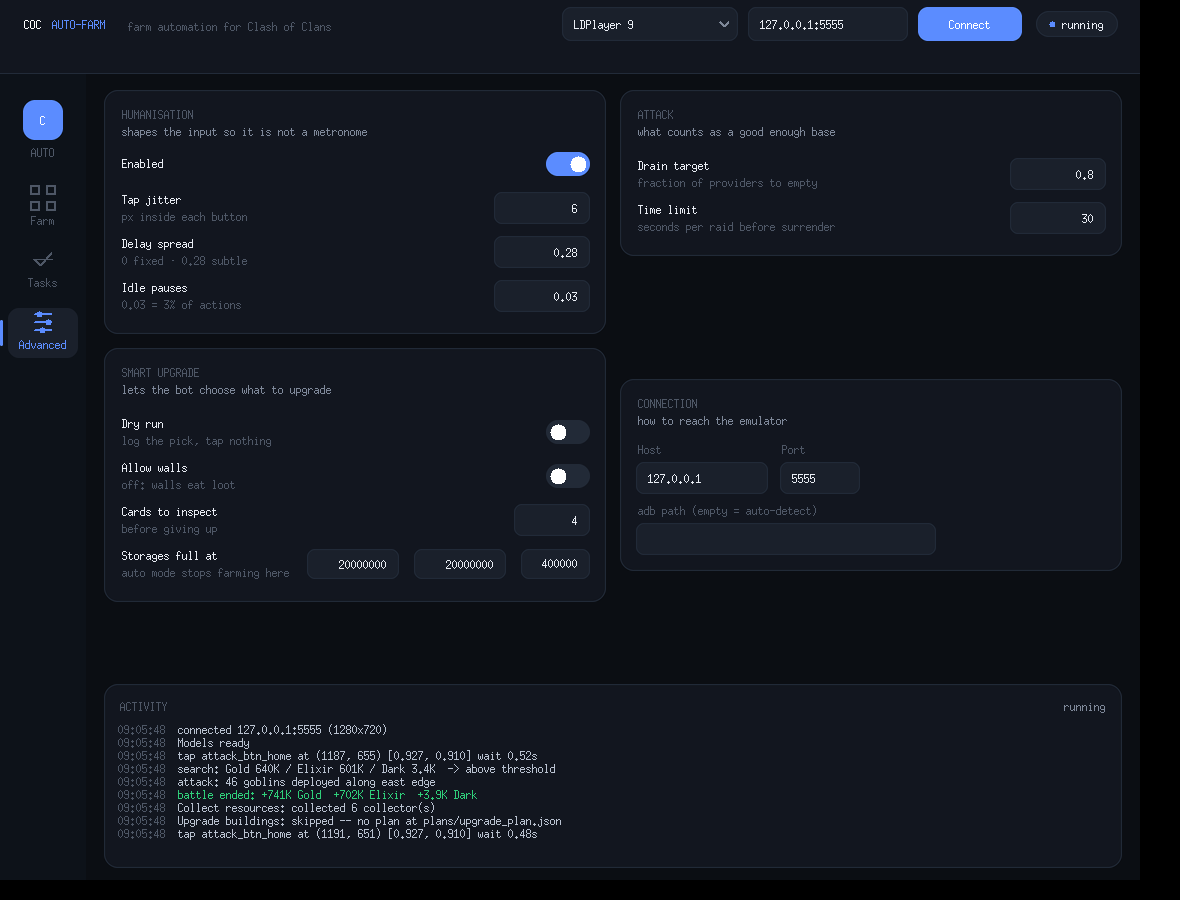 COC AUTO-FARM farm automation for Clash of Clans LDPlayer 9 127.0.0.1:5555 Connect running
C
AUTO
Farm
Tasks
Advanced
HUMANISATION
shapes the input so it is not a metronome
Enabled
Tap jitter
px inside each button
6
Delay spread
0 fixed · 0.28 subtle
0.28
Idle pauses
0.03 = 3% of actions
0.03
ATTACK
what counts as a good enough base
Drain target
fraction of providers to empty
0.8
Time limit
seconds per raid before surrender
30
SMART UPGRADE
lets the bot choose what to upgrade
Dry run
log the pick, tap nothing
Allow walls
off: walls eat loot
Cards to inspect
before giving up
4
Storages full at
auto mode stops farming here
20000000 20000000 400000
CONNECTION
how to reach the emulator
Host Port
127.0.0.1 5555
adb path (empty = auto-detect)
ACTIVITY running
09:05:48 connected 127.0.0.1:5555 (1280x720)
09:05:48 Models ready
09:05:48 tap attack_btn_home at (1187, 655) [0.927, 0.910] wait 0.52s
09:05:48 search: Gold 640K / Elixir 601K / Dark 3.4K -> above threshold
09:05:48 attack: 46 goblins deployed along east edge
09:05:48 battle ended: +741K Gold +702K Elixir +3.9K Dark
09:05:48 Collect resources: collected 6 collector(s)
09:05:48 Upgrade buildings: skipped -- no plan at plans/upgrade_plan.json
09:05:48 tap attack_btn_home at (1191, 651) [0.927, 0.910] wait 0.48s